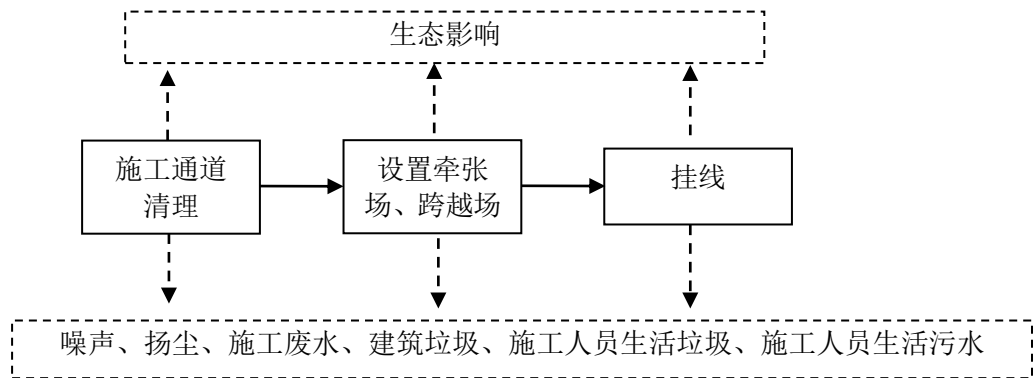 生态影响
施工通道
清理
设置牵张
场、跨越场
挂线
噪声、扬尘、施工废水、建筑垃圾、施工人员生活垃圾、施工人员生活污水